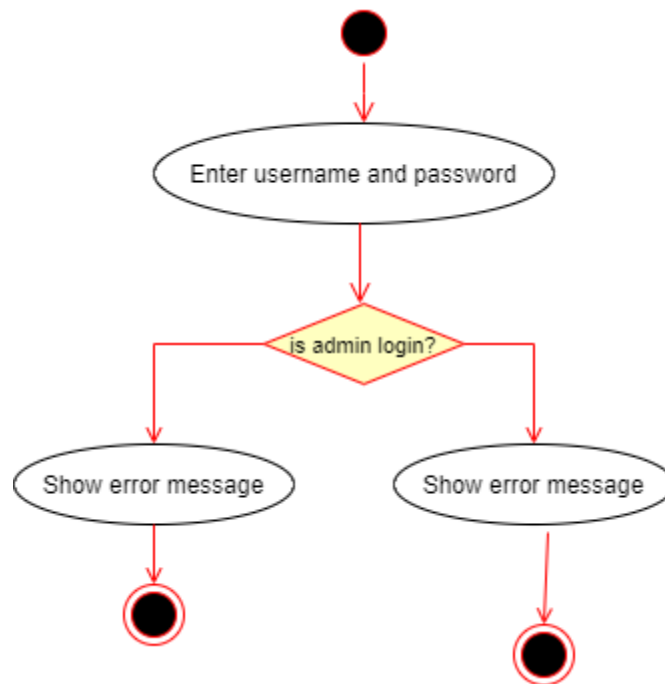 Enter username and password
is admin login?
Show error message
Show error message